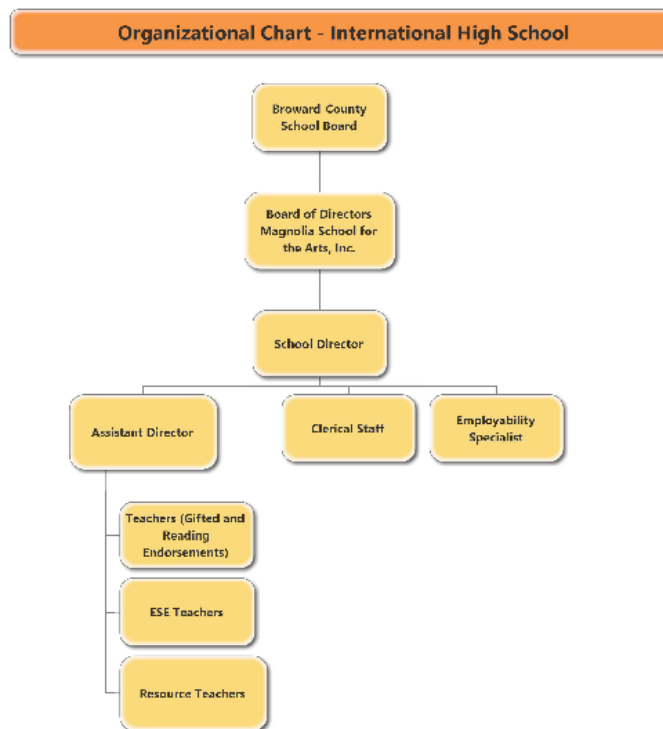 Organizational Chart - International High School
Broward County
School Board
Board of Directors
Magnolia School for
the Arts, Inc.
School Director
Assistant Director
Clerical Staff
Employability
Specialist
Teachers (Gifted and
Reading
Endorsements)
ESE Teachers
Resource Teachers